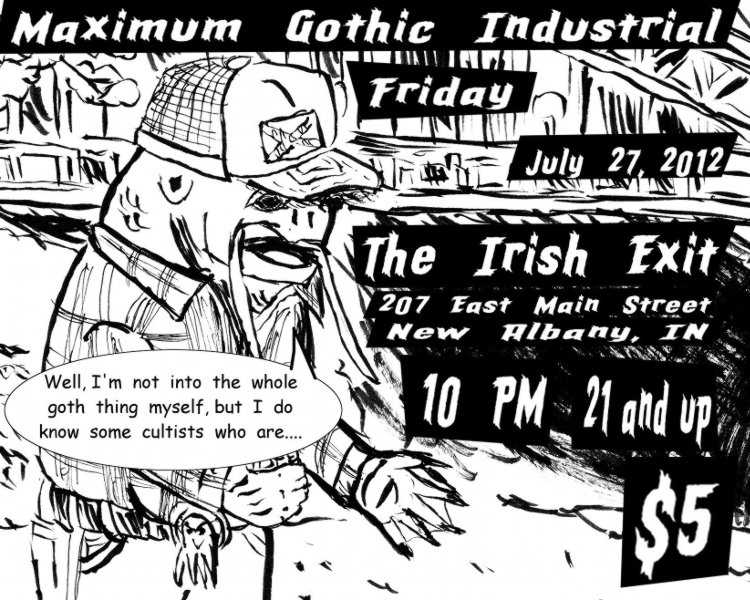 Maximum Gothic Industrial
Friday
July 27, 2012
The Irish Exit
207 East Main Street
New Albany, IN
10 PM 21 and up
$5
Well, I'm not into the whole
goth thing myself, but I do
know some cultists who are....